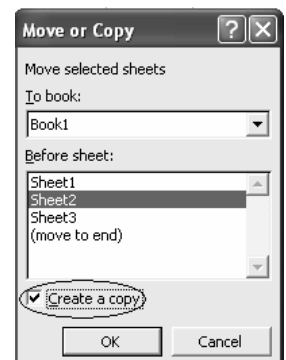 Move or Copy
Move selected sheets
To book:
Book1
Before sheet:
Sheet1
Sheet2
Sheet3
(move to end)
Create a copy
OK Cancel